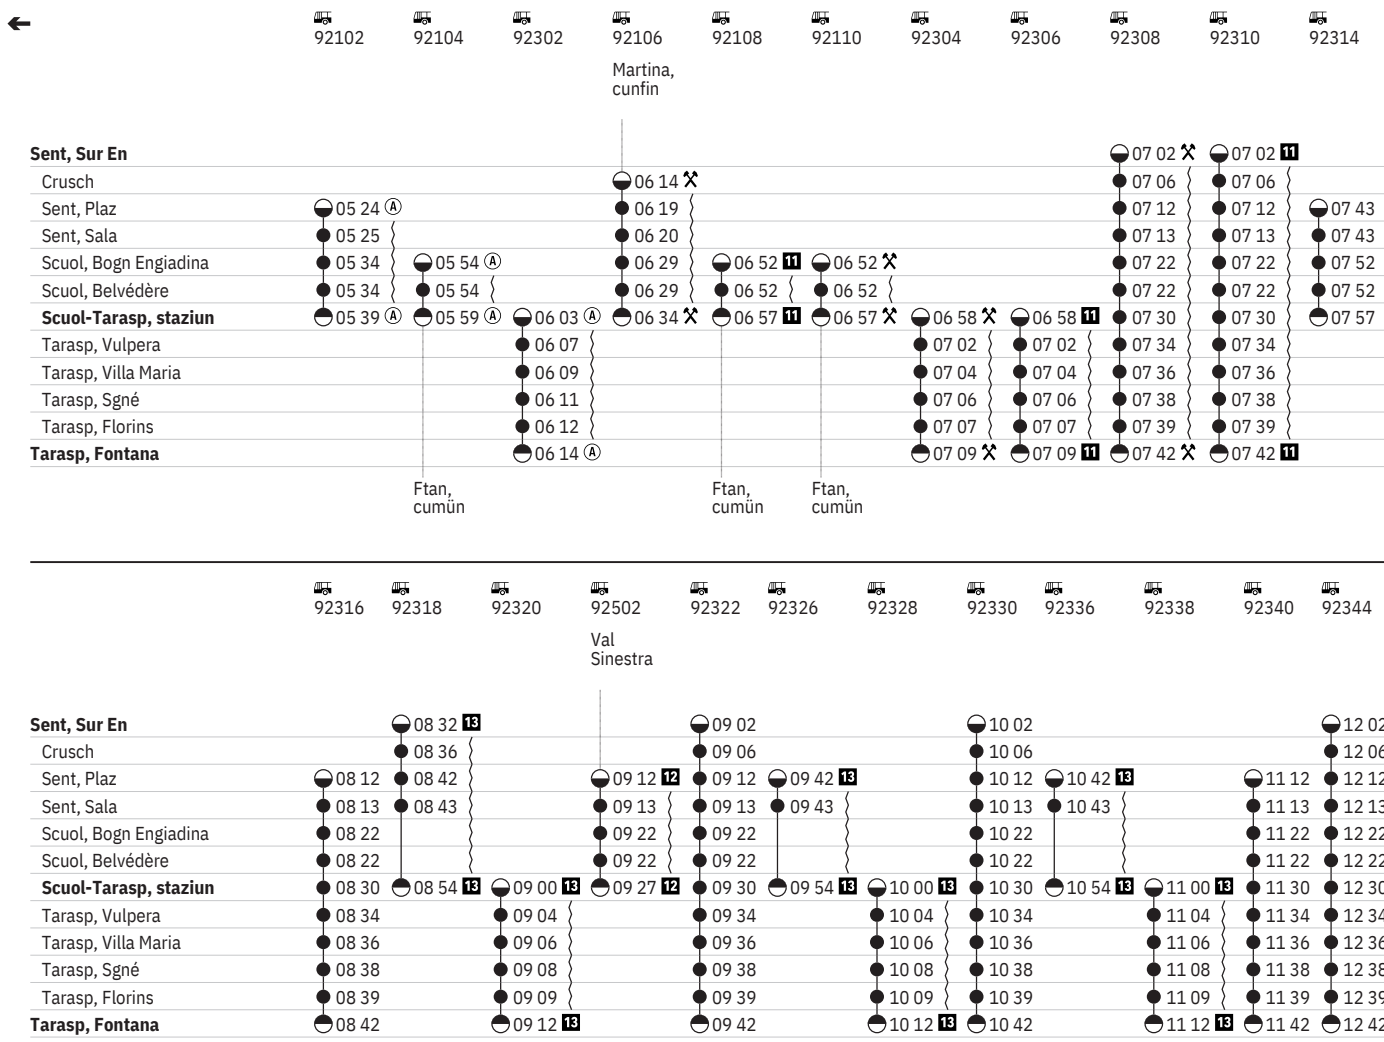 92102 92104 92302 92106 92108 92110 92304 92306 92308 92310 92314
Martina,
cunfin
Sent, Sur En 07 02 07 02 11
Crusch 06 14 07 06 07 06
Sent, Plaz 05 24 A 06 19 07 12 07 12 07 43
Sent, Sala 05 25 06 20 07 13 07 13 07 43
Scuol, Bogn Engiadina 05 34 05 54 A 06 29 06 52 11 06 52 07 22 07 22 07 52
Scuol, Belvédère 05 34 05 54 06 29 06 52 06 52 07 22 07 22 07 52
Scuol-Tarasp, staziun 05 39 A 05 59 A 06 03 A 06 34 06 57 11 06 57 06 58 06 58 11 07 30 07 30 07 57
Tarasp, Vulpera 06 07 07 02 07 02 07 34 07 34
Tarasp, Villa Maria 06 09 07 04 07 04 07 36 07 36
Tarasp, Sgné 06 11 07 06 07 06 07 38 07 38
Tarasp, Florins 06 12 07 07 07 07 07 39 07 39
Tarasp, Fontana 06 14 A 07 09 07 09 11 07 42 07 42 11
Ftan, Ftan, Ftan,
cumün cumün cumün
92316 92318 92320 92502 92322 92326 92328 92330 92336 92338 92340 92344
Val
Sinestra
Sent, Sur En 08 32 13 09 02 10 02 12 02
Crusch 08 36 09 06 10 06 12 06
Sent, Plaz 08 12 08 42 09 12 12 09 12 09 42 13 10 12 10 42 13 11 12 12 12
Sent, Sala 08 13 08 43 09 13 09 13 09 43 10 13 10 43 11 13 12 13
Scuol, Bogn Engiadina 08 22 09 22 09 22 10 22 11 22 12 22
Scuol, Belvédère 08 22 09 22 09 22 10 22 11 22 12 22
Scuol-Tarasp, staziun 08 30 08 54 13 09 00 13 09 27 12 09 30 09 54 13 10 00 13 10 30 10 54 13 11 00 13 11 30 12 30
Tarasp, Vulpera 08 34 09 04 09 34 10 04 10 34 11 04 11 34 12 34
Tarasp, Villa Maria 08 36 09 06 09 36 10 06 10 36 11 06 11 36 12 36
Tarasp, Sgné 08 38 09 08 09 38 10 08 10 38 11 08 11 38 12 38
Tarasp, Florins 08 39 09 09 09 39 10 09 10 39 11 09 11 39 12 39
Tarasp, Fontana 08 42 09 12 13 09 42 10 12 13 10 42 11 12 13 11 42 12 42